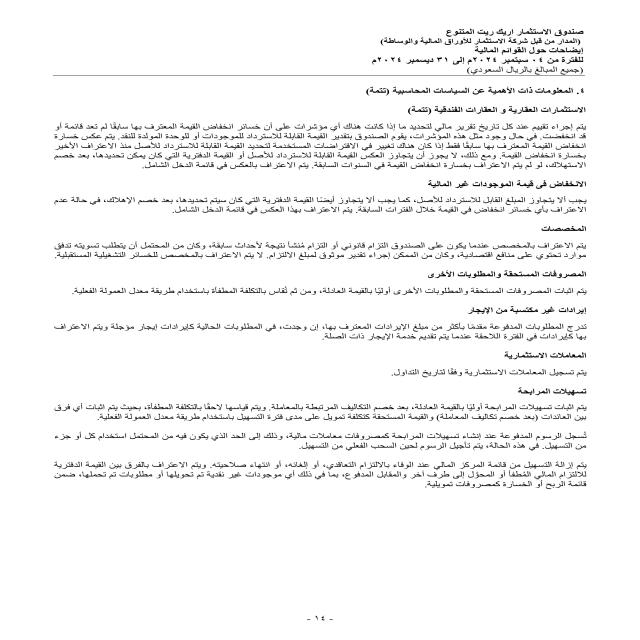 صندوق الاستثمار اريك ريت المتنوع
(المدار من قبل شركة الاستثمار للأوراق المالية والوساطة)
إيضاحات حول القوائم المالية
للفترة من ٠٤ سبتمبر ٢٠٢٤م إلى ٣١ ديسمبر ٢٠٢٤م
(جميع المبالغ بالريال السعودي)
٤. المعلومات ذات الأهمية عن السياسات المحاسبية (تتمة)
الاستثمارات العقارية و العقارات الفندقية (تتمة)
يتم إجراء تقييم عند كل تاريخ تقرير مالي لتحديد ما إذا كانت هناك أي مؤشرات على أن خسائر انخفاض القيمة المعترف بها سابقًا لم تعد قائمة أو
قد انخفضت. في حال وجود مثل هذه المؤشرات، يقوم الصندوق بتقدير القيمة القابلة للاسترداد للموجودات أو للوحدة المولدة للنقد. يتم عكس خسارة
انخفاض القيمة المعترف بها سابقًا فقط إذا كان هناك تغيير في الافتراضات المستخدمة لتحديد القيمة القابلة للاسترداد للأصل منذ الاعتراف الأخير
بخسارة انخفاض القيمة. ومع ذلك، لا يجوز أن يتجاوز العكس القيمة القابلة للاسترداد للأصل أو القيمة الدفترية التي كان يمكن تحديدها، بعد خصم
الاستهلاك، لو لم يتم الاعتراف بخسارة انخفاض القيمة في السنوات السابقة. يتم الاعتراف بالعكس في قائمة الدخل الشامل.
الانخفاض فى قيمة الموجودات غير المالية
يجب ألا يتجاوز المبلغ القابل للاسترداد للأصل، كما يجب ألا يتجاوز أيضًا القيمة الدفترية التي كان سيتم تحديدها، بعد خصم الإهلاك، في حالة عدم
الاعتراف بأي خسائر انخفاض في القيمة خلال الفترات السابقة. يتم الاعتراف بهذا العكس في قائمة الدخل الشامل.
المخصصات
يتم الاعتراف بالمخصص عندما يكون على الصندوق التزام قانوني أو التزام مُنشأ نتيجة لأحداث سابقة، وكان من المحتمل أن يتطلب تسويته تدفق
موارد تحتوي على منافع اقتصادية، وكان من الممكن إجراء تقدير موثوق لمبلغ الالتزام. لا يتم الاعتراف بالمخصص للخسائر التشغيلية المستقبلية.
المصروفات المستحقة والمطلوبات الأخرى
يتم اثبات المصروفات المستحقة والمطلوبات الأخرى أوليًا بالقيمة العادلة، ومن ثم تُقاس بالتكلفة المطفأة باستخدام طريقة معدل العمولة الفعلية.
إيرادات غير مكتسبة من الإيجار
تدرج المطلوبات المدفوعة مقدمًا بأكثر من مبلغ الإيرادات المعترف بها، إن وجدت، في المطلوبات الحالية كإيرادات إيجار مؤجلة ويتم الاعتراف
بها كإيرادات في الفترة اللاحقة عندما يتم تقديم خدمة الإيجار ذات الصلة.
المعاملات الاستثمارية
يتم تسجيل المعاملات الاستثمارية وفقًا لتاريخ التداول.
تسهيلات المرابحة
يتم اثبات تسهيلات المرابحة أوليًا بالقيمة العادلة، بعد خصم التكاليف المرتبطة بالمعاملة. ويتم قياسها لاحقًا بالتكلفة المطفأة، بحيث يتم اثبات أي فرق
بين العائدات (بعد خصم تكاليف المعاملة) والقيمة المستحقة كتكلفة تمويل على مدى فترة التسهيل باستخدام طريقة معدل العمولة الفعلية.
تُسجل الرسوم المدفوعة عند إنشاء تسهيلات المرابحة كمصروفات معاملات مالية، وذلك إلى الحد الذي يكون فيه من المحتمل استخدام كل أو جزء
من التسهيل. في هذه الحالة، يتم تأجيل الرسوم لحين السحب الفعلي من التسهيل.
يتم إزالة التسهيل من قائمة المركز المالي عند الوفاء بالالتزام التعاقدي، أو إلغائه، أو انتهاء صلاحيته. ويتم الاعتراف بالفرق بين القيمة الدفترية
للالتزام المالي المُطفأ أو المحوّل إلى طرف آخر والمقابل المدفوع، بما في ذلك أي موجودات غير نقدية تم تحويلها أو مطلوبات تم تحملها، ضمن
قائمة الربح أو الخسارة كمصروفات تمويلية.
- ١٤ -